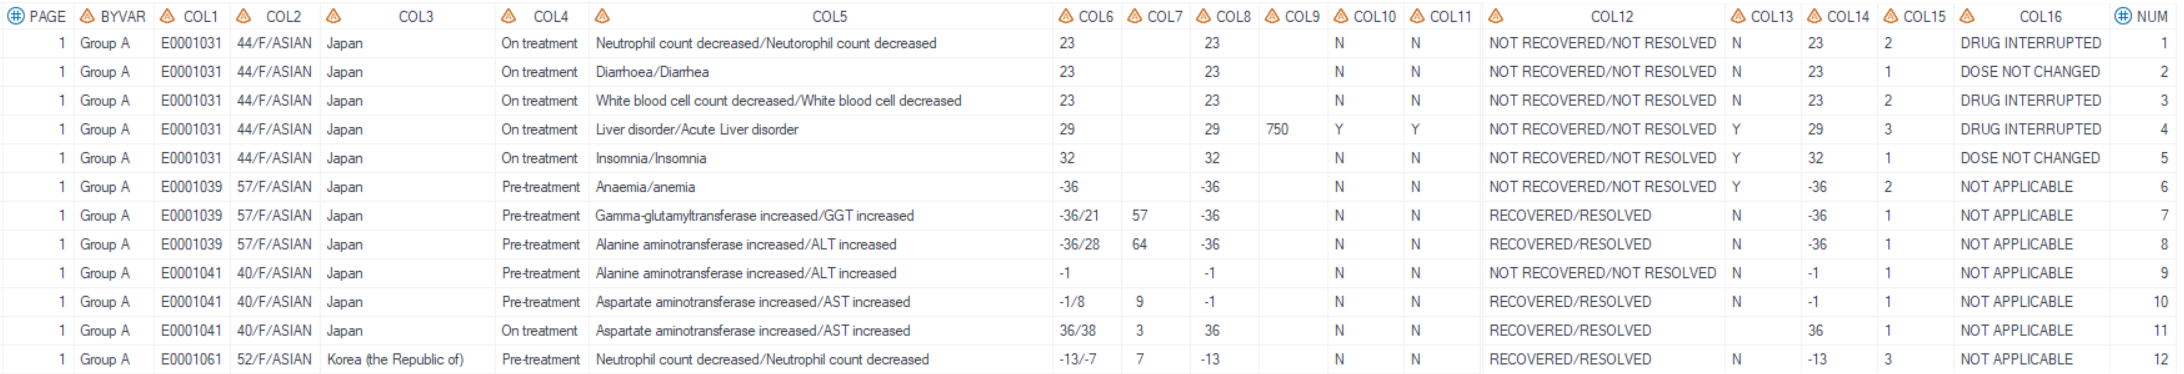 PAGE BYVAR COL1 COL2 COL3 COL4 COL5 COL6 COL7 COL8 COL9 COL10 COL11 COL12 COL13 COL14 COL15 COL16 NUM
1 Group A E0001031 44/F/ASIAN Japan On treatment Neutrophil count decreased/Neutorophil count decreased 23 23 N N NOT RECOVERED/NOT RESOLVED N 23 2 DRUG INTERRUPTED 1
1 Group A E0001031 44/F/ASIAN Japan On treatment Diarrhoea/Diarrhea 23 23 N N NOT RECOVERED/NOT RESOLVED N 23 1 DOSE NOT CHANGED 2
1 Group A E0001031 44/F/ASIAN Japan On treatment White blood cell count decreased/White blood cell decreased 23 23 N N NOT RECOVERED/NOT RESOLVED N 23 2 DRUG INTERRUPTED 3
1 Group A E0001031 44/F/ASIAN Japan On treatment Liver disorder/Acute Liver disorder 29 29 750 Y Y NOT RECOVERED/NOT RESOLVED Y 29 3 DRUG INTERRUPTED 4
1 Group A E0001031 44/F/ASIAN Japan On treatment Insomnia/Insomnia 32 32 N N NOT RECOVERED/NOT RESOLVED Y 32 1 DOSE NOT CHANGED 5
1 Group A E0001039 57/F/ASIAN Japan Pre-treatment Anaemia/anemia -36 -36 N N NOT RECOVERED/NOT RESOLVED Y -36 2 NOT APPLICABLE 6
1 Group A E0001039 57/F/ASIAN Japan Pre-treatment Gamma-glutamyltransferase increased/GGT increased -36/21 57 -36 N N RECOVERED/RESOLVED N -36 1 NOT APPLICABLE 7
1 Group A E0001039 57/F/ASIAN Japan Pre-treatment Alanine aminotransferase increased/ALT increased -36/28 64 -36 N N RECOVERED/RESOLVED N -36 1 NOT APPLICABLE 8
1 Group A E0001041 40/F/ASIAN Japan Pre-treatment Alanine aminotransferase increased/ALT increased -1 -1 N N NOT RECOVERED/NOT RESOLVED N -1 1 NOT APPLICABLE 9
1 Group A E0001041 40/F/ASIAN Japan Pre-treatment Aspartate aminotransferase increased/AST increased -1/8 9 -1 N N RECOVERED/RESOLVED N -1 1 NOT APPLICABLE 10
1 Group A E0001041 40/F/ASIAN Japan On treatment Aspartate aminotransferase increased/AST increased 36/38 3 36 N N RECOVERED/RESOLVED 36 1 NOT APPLICABLE 11
1 Group A E0001061 52/F/ASIAN Korea (the Republic of) Pre-treatment Neutrophil count decreased/Neutrophil count decreased -13/-7 7 -13 N N RECOVERED/RESOLVED N -13 3 NOT APPLICABLE 12